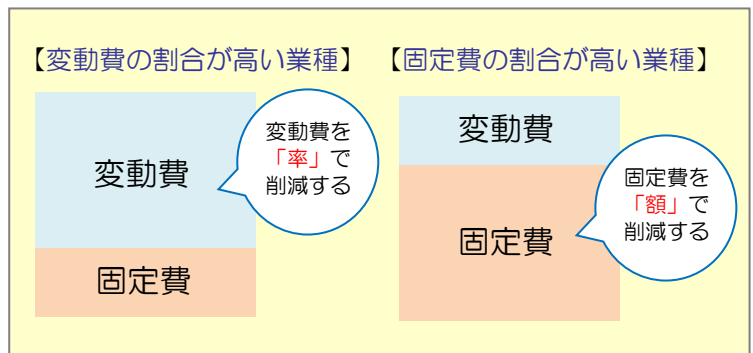 【変動費の割合が高い業種】
変動費
変動費を
「率」で
削減する
固定費
【固定費の割合が高い業種】
変動費
固定費
固定費を
「額」で
削減する